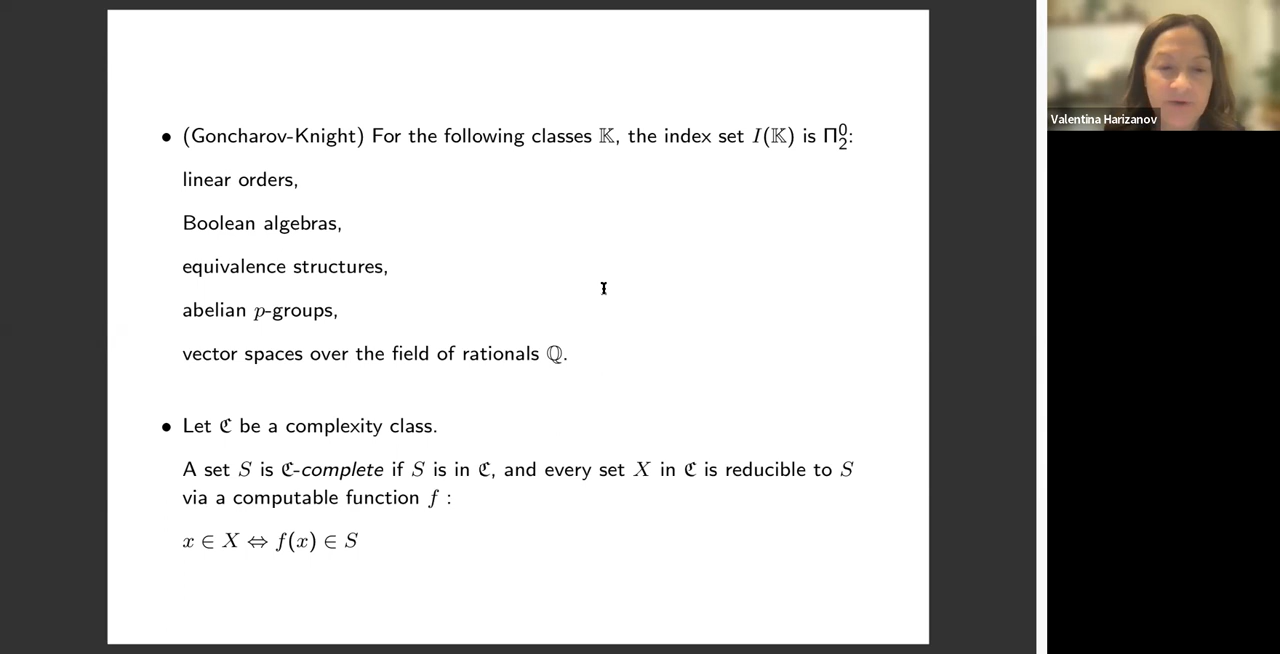 • (Goncharov-Knight) For the following classes 𝕂, the index set I(𝕂) is Π⁰₂:
linear orders,
Boolean algebras,
equivalence structures,
abelian p-groups,
vector spaces over the field of rationals ℚ.
• Let ℭ be a complexity class.
A set S is ℭ-complete if S is in ℭ, and every set X in ℭ is reducible to S
via a computable function f :
x ∈ X ⇔ f(x) ∈ S
Valentina Harizanov